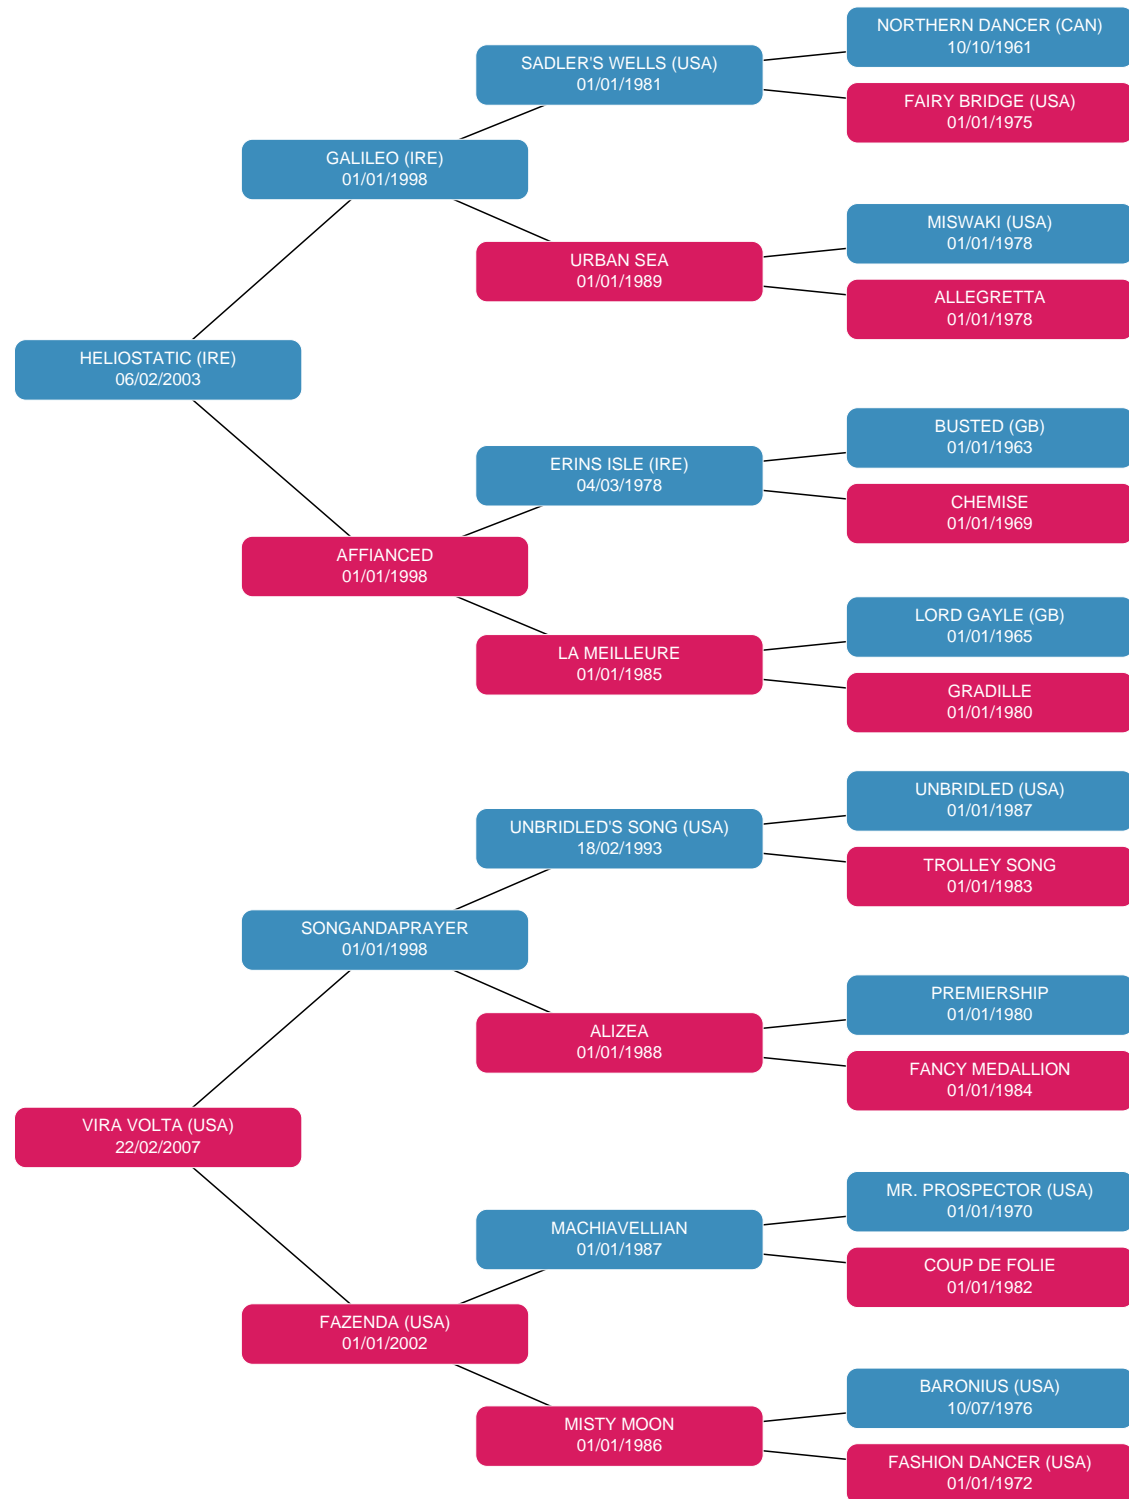 NORTHERN DANCER (CAN)
10/10/1961
SADLER'S WELLS (USA)
01/01/1981
FAIRY BRIDGE (USA)
01/01/1975
GALILEO (IRE)
01/01/1998
MISWAKI (USA)
01/01/1978
URBAN SEA
01/01/1989
ALLEGRETTA
01/01/1978
HELIOSTATIC (IRE)
06/02/2003
BUSTED (GB)
01/01/1963
ERINS ISLE (IRE)
04/03/1978
CHEMISE
01/01/1969
AFFIANCED
01/01/1998
LORD GAYLE (GB)
01/01/1965
LA MEILLEURE
01/01/1985
GRADILLE
01/01/1980
UNBRIDLED (USA)
01/01/1987
UNBRIDLED'S SONG (USA)
18/02/1993
TROLLEY SONG
01/01/1983
SONGANDAPRAYER
01/01/1998
PREMIERSHIP
01/01/1980
ALIZEA
01/01/1988
FANCY MEDALLION
01/01/1984
VIRA VOLTA (USA)
22/02/2007
MR. PROSPECTOR (USA)
01/01/1970
MACHIAVELLIAN
01/01/1987
COUP DE FOLIE
01/01/1982
FAZENDA (USA)
01/01/2002
BARONIUS (USA)
10/07/1976
MISTY MOON
01/01/1986
FASHION DANCER (USA)
01/01/1972